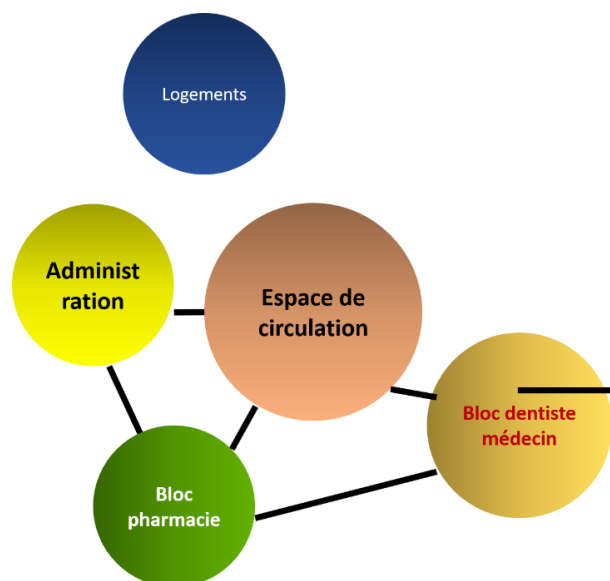 Logements
Administ
ration
Espace de
circulation
Bloc dentiste
médecin
Bloc
pharmacie